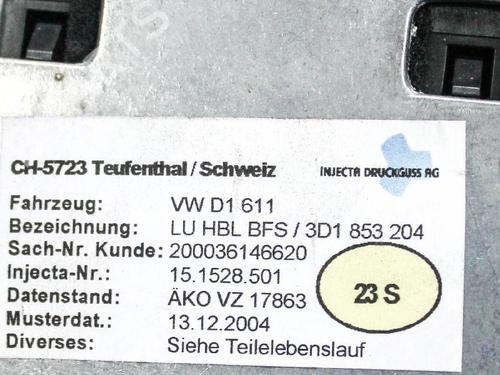 CH-5723 Teufenthal / Schweiz
INJECTA DRUCKGUSS AG
Fahrzeug: VW D1 611
Bezeichnung: LU HBL BFS / 3D1 853 204
Sach-Nr. Kunde: 200036146620
Injecta-Nr.: 15.1528.501
Datenstand: ÄKO VZ 17863
Musterdat.: 13.12.2004
Diverses: Siehe Teilelebenslauf
23 S